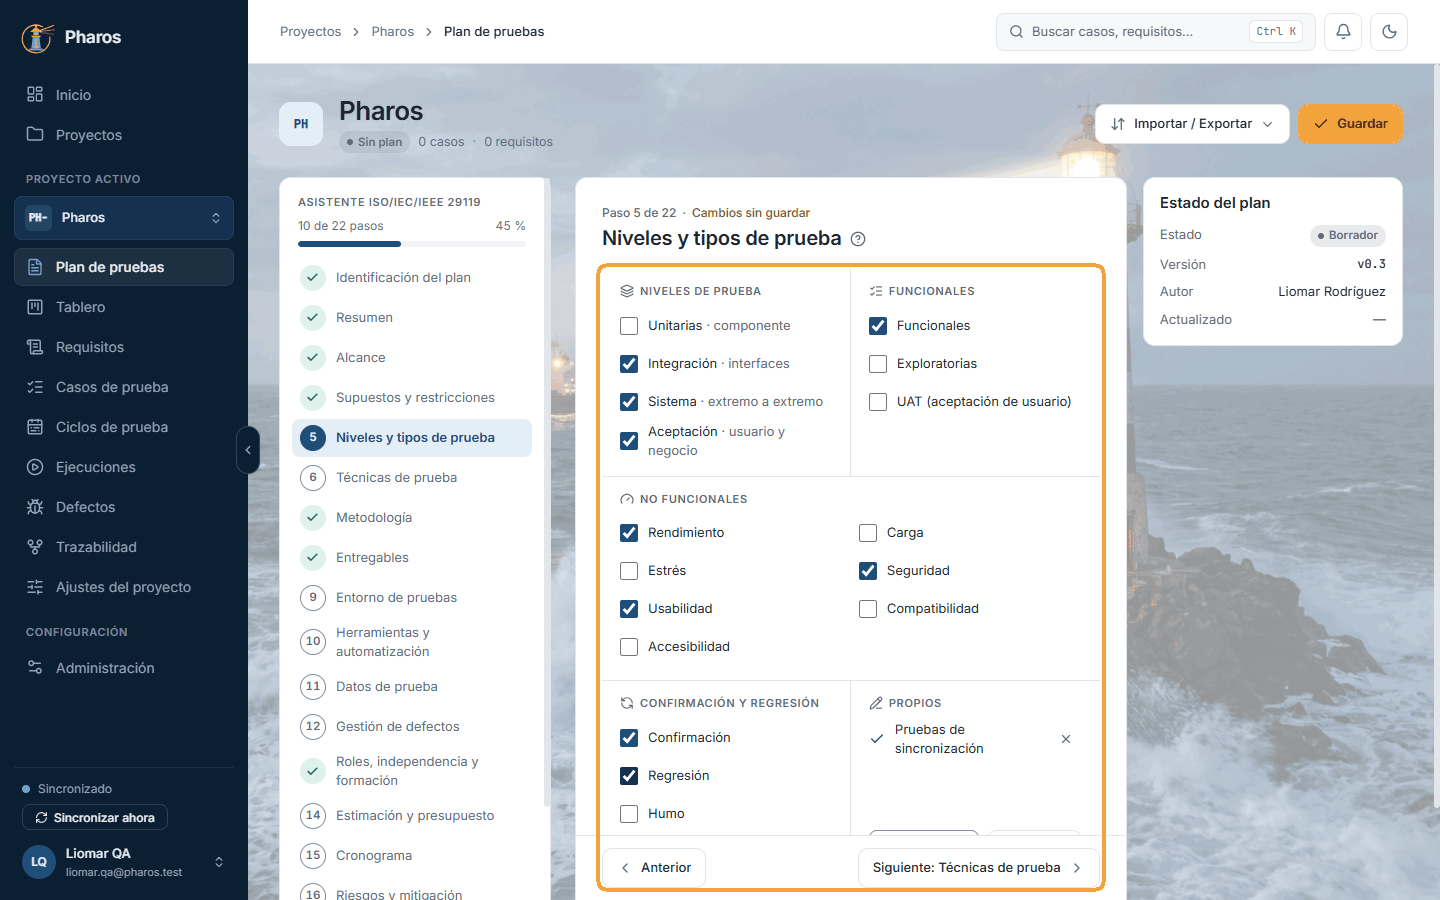 Pharos
Inicio
Proyectos
PROYECTO ACTIVO
PH-
Pharos
Plan de pruebas
Tablero
Requisitos
Casos de prueba
Ciclos de prueba
Ejecuciones
Defectos
Trazabilidad
Ajustes del proyecto
CONFIGURACIÓN
Administración
Sincronizado
Sincronizar ahora
LQ
Liomar QA
liomar.qa@pharos.test
Proyectos > Pharos > Plan de pruebas
Buscar casos, requisitos...
Ctrl K
PH
Pharos
Sin plan
0 casos · 0 requisitos
Importar / Exportar
Guardar
ASISTENTE ISO/IEC/IEEE 29119
10 de 22 pasos
45 %
Identificación del plan
Resumen
Alcance
Supuestos y restricciones
5 Niveles y tipos de prueba
6 Técnicas de prueba
Metodología
Entregables
9 Entorno de pruebas
10 Herramientas y
automatización
11 Datos de prueba
12 Gestión de defectos
Roles, independencia y
formación
14 Estimación y presupuesto
15 Cronograma
16 Riesgos y mitigación
Paso 5 de 22 · Cambios sin guardar
Niveles y tipos de prueba
NIVELES DE PRUEBA
Unitarias · componente
Integración · interfaces
Sistema · extremo a extremo
Aceptación · usuario y
negocio
FUNCIONALES
Funcionales
Exploratorias
UAT (aceptación de usuario)
NO FUNCIONALES
Rendimiento
Carga
Estrés
Seguridad
Usabilidad
Compatibilidad
Accesibilidad
CONFIRMACIÓN Y REGRESIÓN
Confirmación
Regresión
Humo
PROPIOS
Pruebas de
sincronización
Anterior
Siguiente: Técnicas de prueba
Estado del plan
Estado
Borrador
Versión
v0.3
Autor
Liomar Rodríguez
Actualizado
—